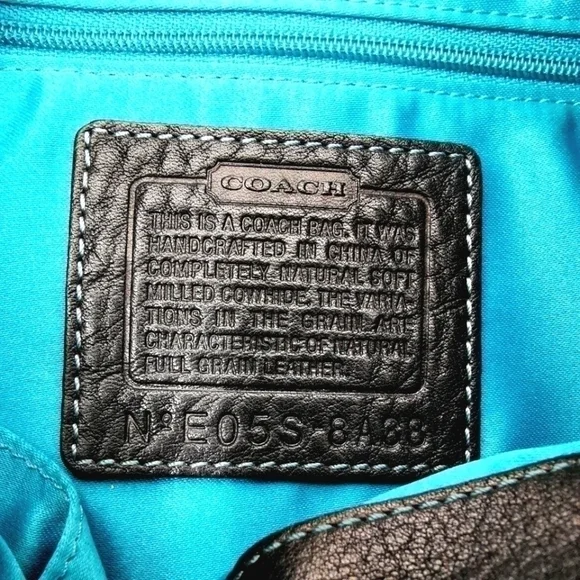 COACH
THIS IS A COACH BAG. IT WAS
HANDCRAFTED IN CHINA OF
COMPLETELY NATURAL SOFT
MILLED COWHIDE. THE VARIA-
TIONS IN THE GRAIN ARE
CHARACTERISTIC OF NATURAL
FULL GRAIN LEATHER.
Nº E05S-8A88